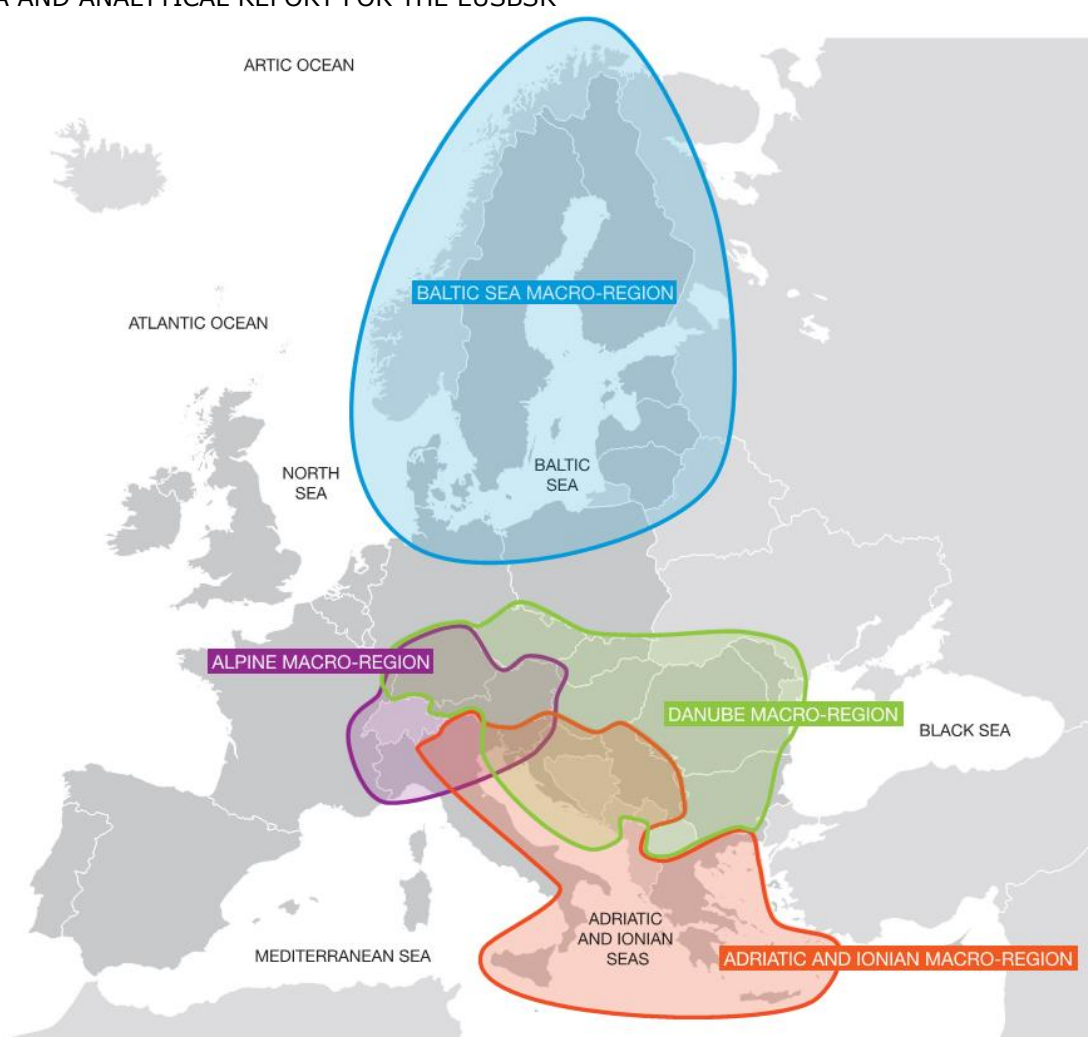 A AND ANALYTICAL REPORT FOR THE EUSBSR
ARTIC OCEAN
BALTIC SEA MACRO-REGION
ATLANTIC OCEAN
NORTH
SEA
BALTIC
SEA
ALPINE MACRO-REGION
DANUBE MACRO-REGION
BLACK SEA
ADRIATIC
AND IONIAN
SEAS
MEDITERRANEAN SEA
ADRIATIC AND IONIAN MACRO-REGION